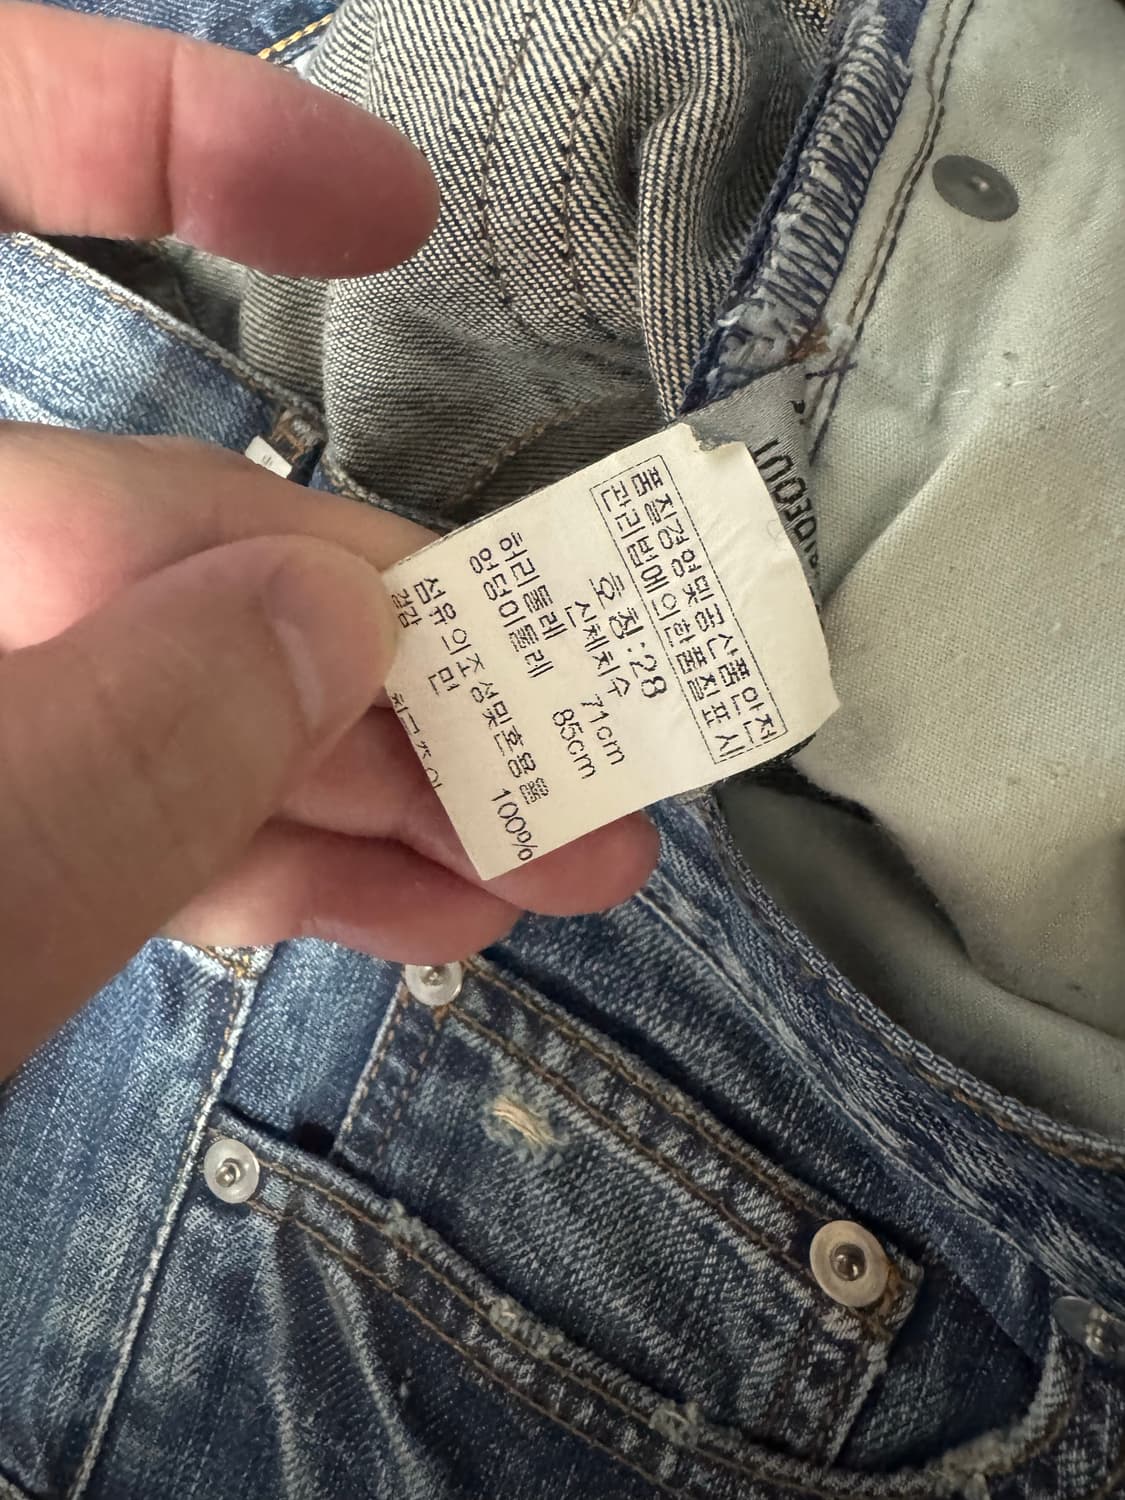 품질경영및공산품안전
관리법에의한품질표시
호칭:28
신체치수
허리둘레 71cm
엉덩이둘레 85cm
섬유의조성및혼용율
겉감 면 100%